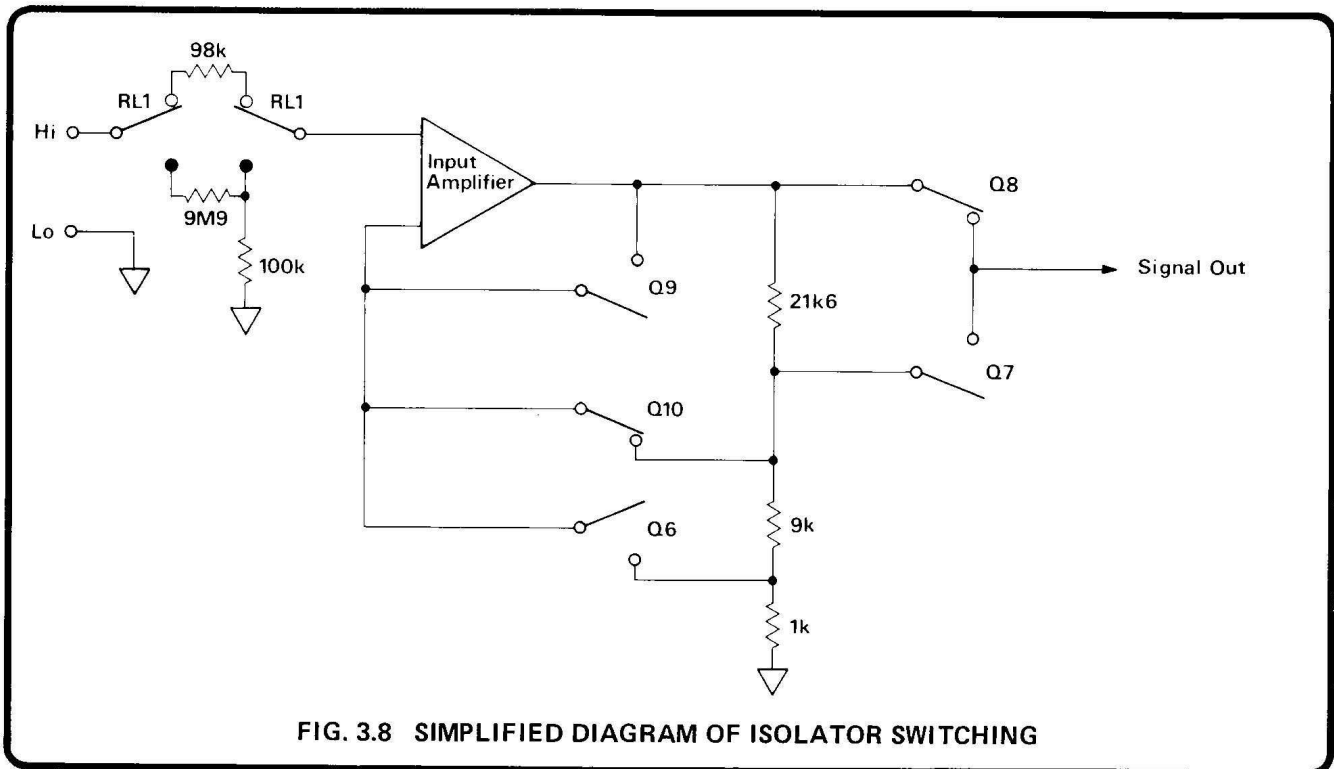 98k
RL1
RL1
Hi
Input
Amplifier
Q8
9M9
Lo
100k
Signal Out
Q9
21k6
Q7
Q10
Q6
9k
1k
FIG. 3.8 SIMPLIFIED DIAGRAM OF ISOLATOR SWITCHING